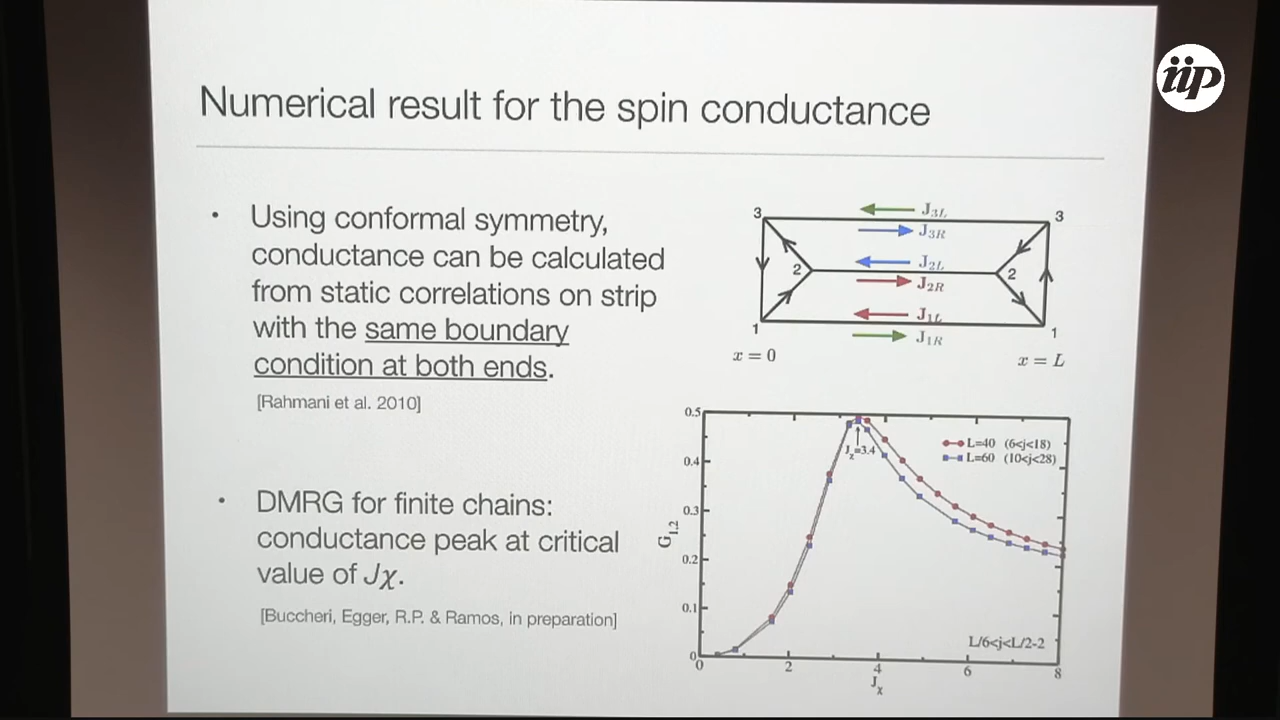 iip
Numerical result for the spin conductance
• Using conformal symmetry,
conductance can be calculated
from static correlations on strip
with the same boundary
condition at both ends.
[Rahmani et al. 2010]
• DMRG for finite chains:
conductance peak at critical
value of Jχ.
[Buccheri, Egger, R.P. & Ramos, in preparation]
3 J3L 3
J3R
2 J2L 2
J2R
J1L
1 J1R 1
x = 0 x = L
0.5
0.4
0.3
0.2
0.1
0
G1,2
Jχ=3.4
L=40 (6<j<18)
L=60 (10<j<28)
L/6<j<L/2-2
0 2 4 6 8
Jχ